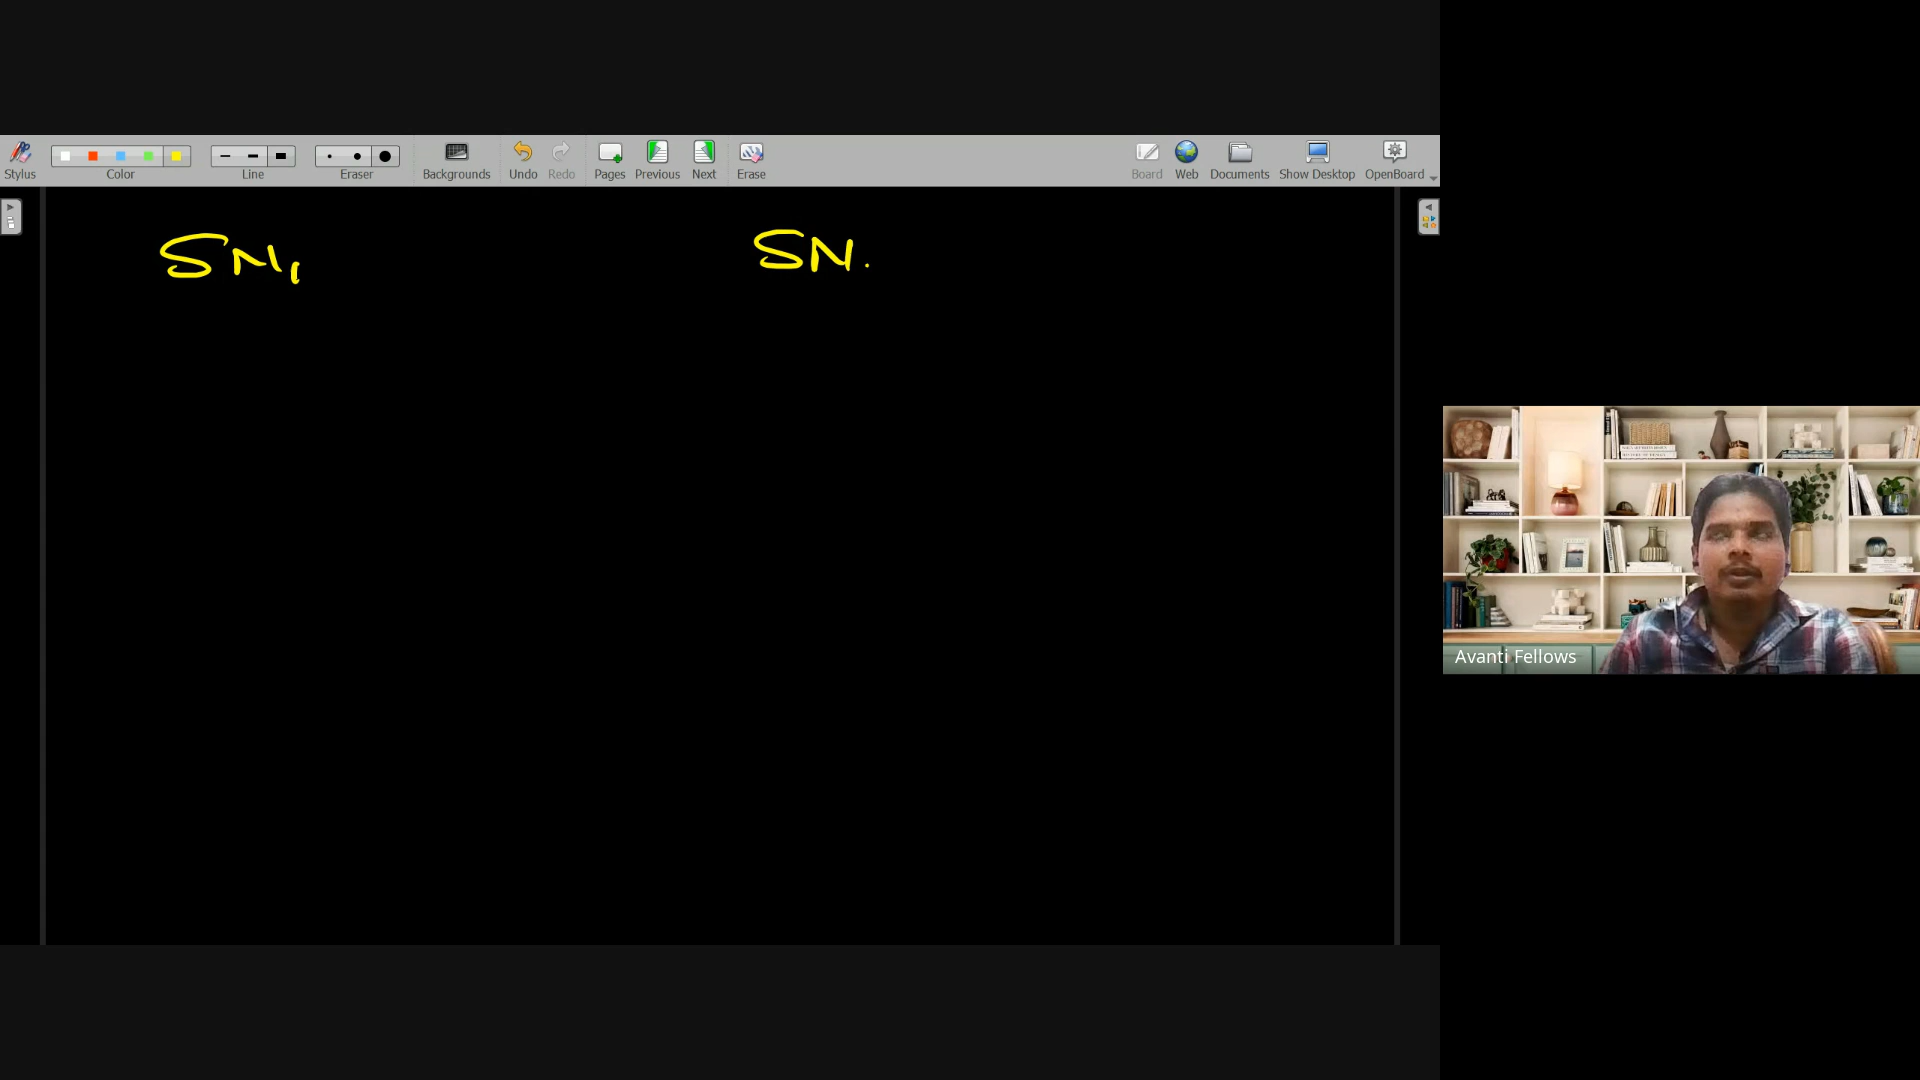 Stylus Color Line Eraser Backgrounds Undo Redo Pages Previous Next Erase Board Web Documents Show Desktop OpenBoard
SN1 SN.
Avanti Fellows